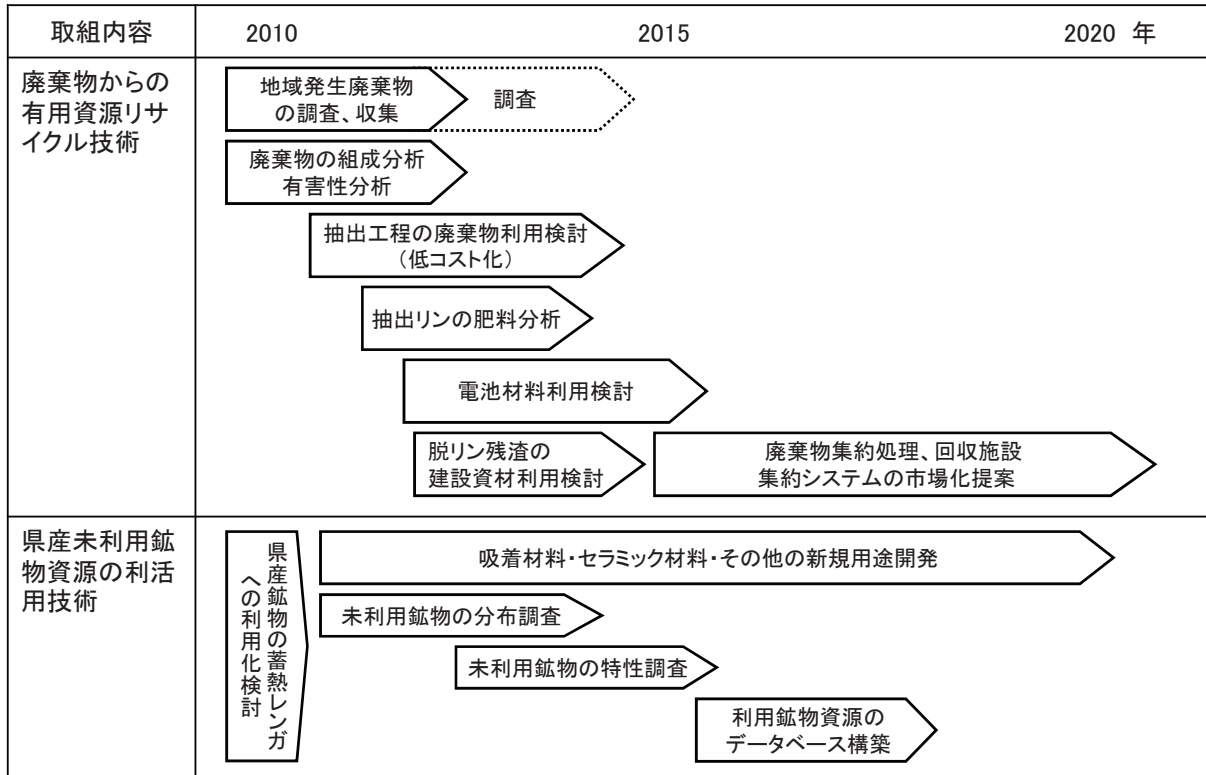 取組内容
2010
2015
2020 年
廃棄物からの
有用資源リサ
イクル技術
地域発生廃棄物
の調査、収集
調査
廃棄物の組成分析
有害性分析
抽出工程の廃棄物利用検討
（低コスト化）
抽出リンの肥料分析
電池材料利用検討
脱リン残渣の
建設資材利用検討
廃棄物集約処理、回収施設
集約システムの市場化提案
県産未利用鉱
物資源の利活
用技術
県産鉱物の蓄熱レンガ
への利用化検討
吸着材料・セラミック材料・その他の新規用途開発
未利用鉱物の分布調査
未利用鉱物の特性調査
利用鉱物資源の
データベース構築